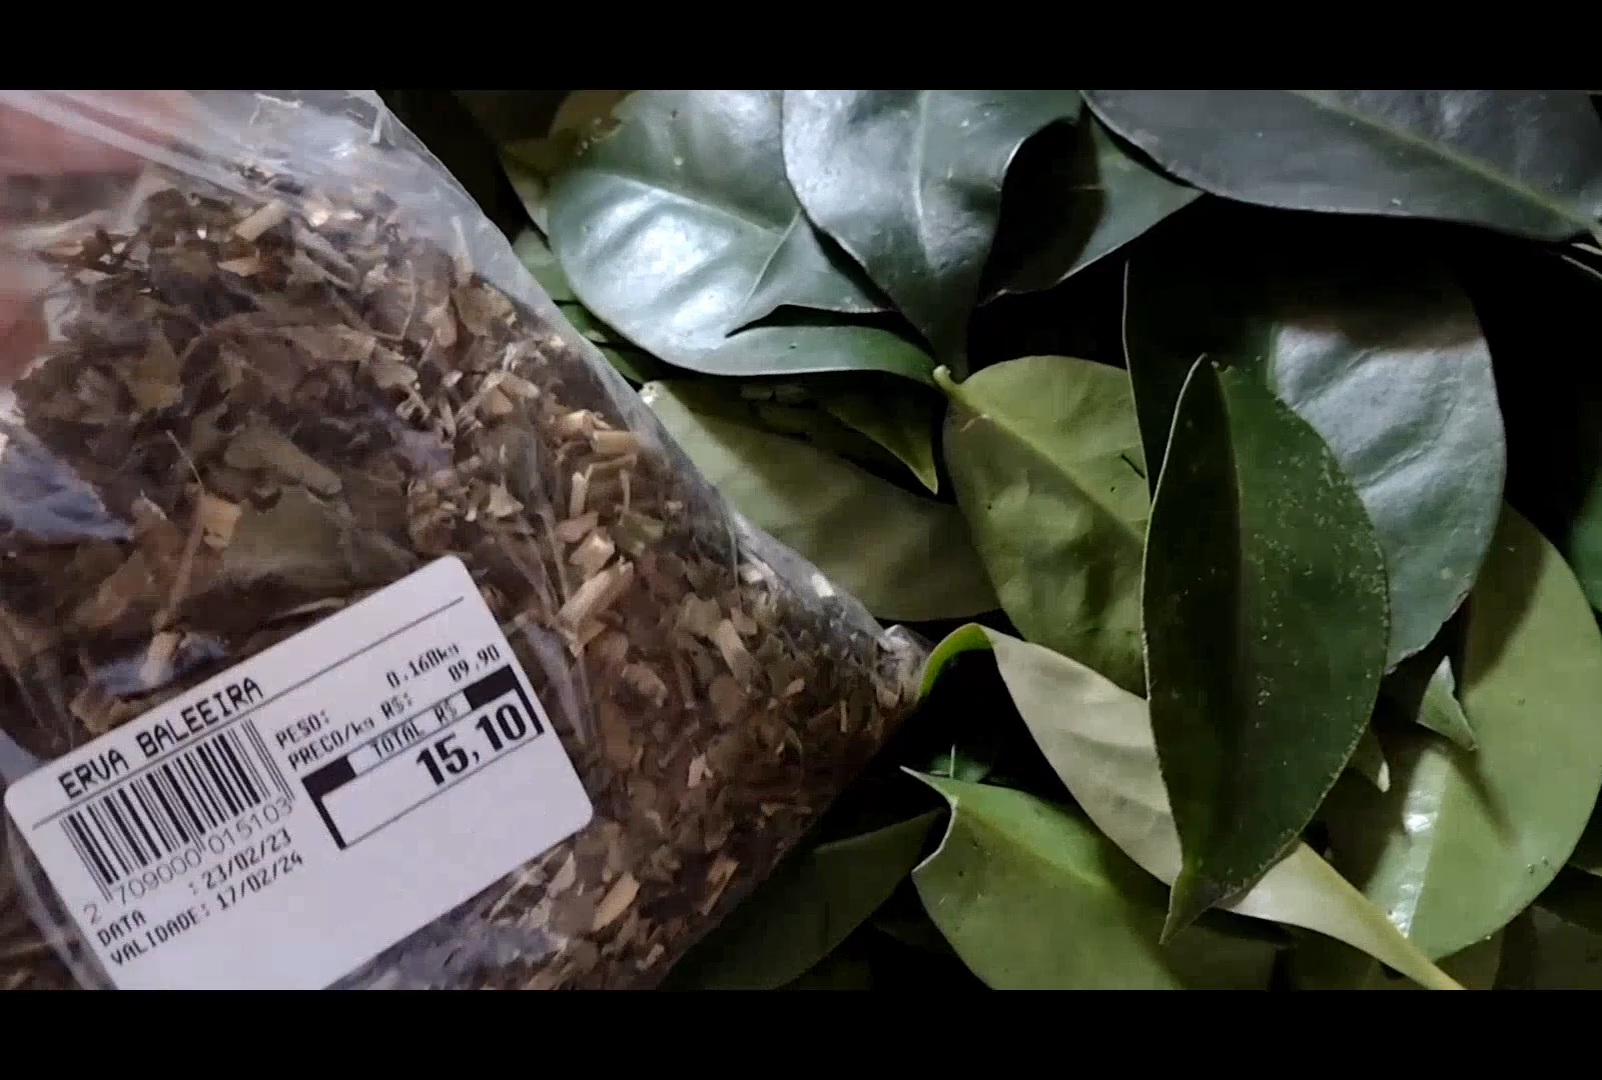 ERVA BALEEIRA
PESO: 0.168kg
PRECO/kg R$: 89.90
TOTAL R$
15,10
2 709000 015103
DATA : 23/02/23
VALIDADE: 17/02/24